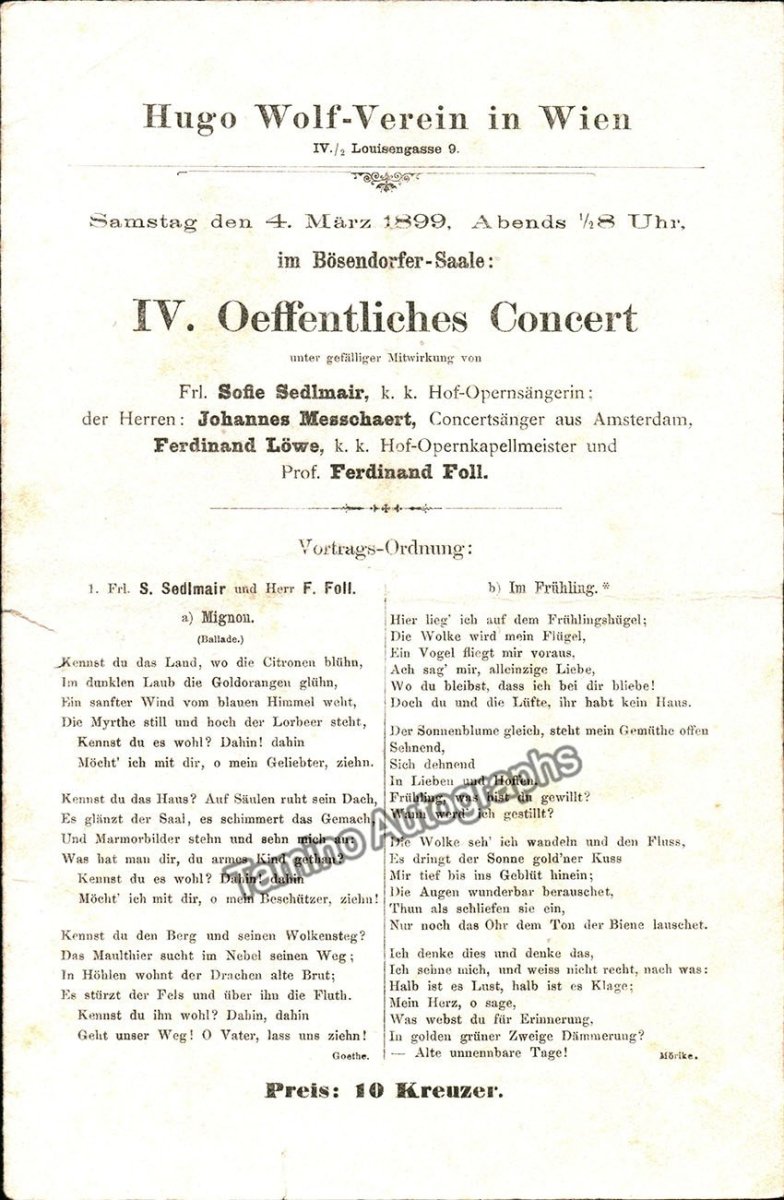 Hugo Wolf-Verein in Wien
IV./2 Louisengasse 9.
Samstag den 4. März 1899, Abends ½8 Uhr,
im Bösendorfer-Saale:
IV. Oeffentliches Concert
unter gefälliger Mitwirkung von
Frl. Sofie Sedlmair, k. k. Hof-Opernsängerin;
der Herren: Johannes Messchaert, Concertsänger aus Amsterdam,
Ferdinand Löwe, k. k. Hof-Opernkapellmeister und
Prof. Ferdinand Foll.
Vortrags-Ordnung:
1. Frl. S. Sedlmair und Herr F. Foll.
a) Mignon.
(Ballade.)
Kennst du das Land, wo die Citronen blühn,
Im dunklen Laub die Goldorangen glühn,
Ein sanfter Wind vom blauen Himmel weht,
Die Myrthe still und hoch der Lorbeer steht,
Kennst du es wohl? Dahin! dahin
Möcht' ich mit dir, o mein Geliebter, ziehn.
Kennst du das Haus? Auf Säulen ruht sein Dach,
Es glänzt der Saal, es schimmert das Gemach,
Und Marmorbilder stehn und sehn mich an:
Was hat man dir, du armes Kind gethan?
Kennst du es wohl? Dahin! dahin
Möcht' ich mit dir, o mein Beschützer, ziehn!
Kennst du den Berg und seinen Wolkensteg?
Das Maulthier sucht im Nebel seinen Weg;
In Höhlen wohnt der Drachen alte Brut;
Es stürzt der Fels und über ihn die Fluth.
Kennst du ihn wohl? Dahin, dahin
Geht unser Weg! O Vater, lass uns ziehn!
Goethe.
b) Im Frühling. *
Hier lieg' ich auf dem Frühlingshügel;
Die Wolke wird mein Flügel,
Ein Vogel fliegt mir voraus,
Ach sag' mir, alleinzige Liebe,
Wo du bleibst, dass ich bei dir bliebe!
Doch du und die Lüfte, ihr habt kein Haus.
Der Sonnenblume gleich, steht mein Gemüthe offen
Sehnend,
Sich dehnend
In Lieben und Hoffen.
Frühling, was bist du gewillt?
Wann werd ich gestillt?
Die Wolke seh' ich wandeln und den Fluss,
Es dringt der Sonne gold'ner Kuss
Mir tief bis ins Geblüt hinein;
Die Augen wunderbar berauschet,
Thun als schliefen sie ein,
Nur noch das Ohr dem Ton der Biene lauschet.
Ich denke dies und denke das,
Ich sehne mich, und weiss nicht recht, nach was:
Halb ist es Lust, halb ist es Klage;
Mein Herz, o sage,
Was webst du für Erinnerung,
In golden grüner Zweige Dämmerung?
— Alte unnennbare Tage!
Mörike.
Preis: 10 Kreuzer.
Tamino Autographs